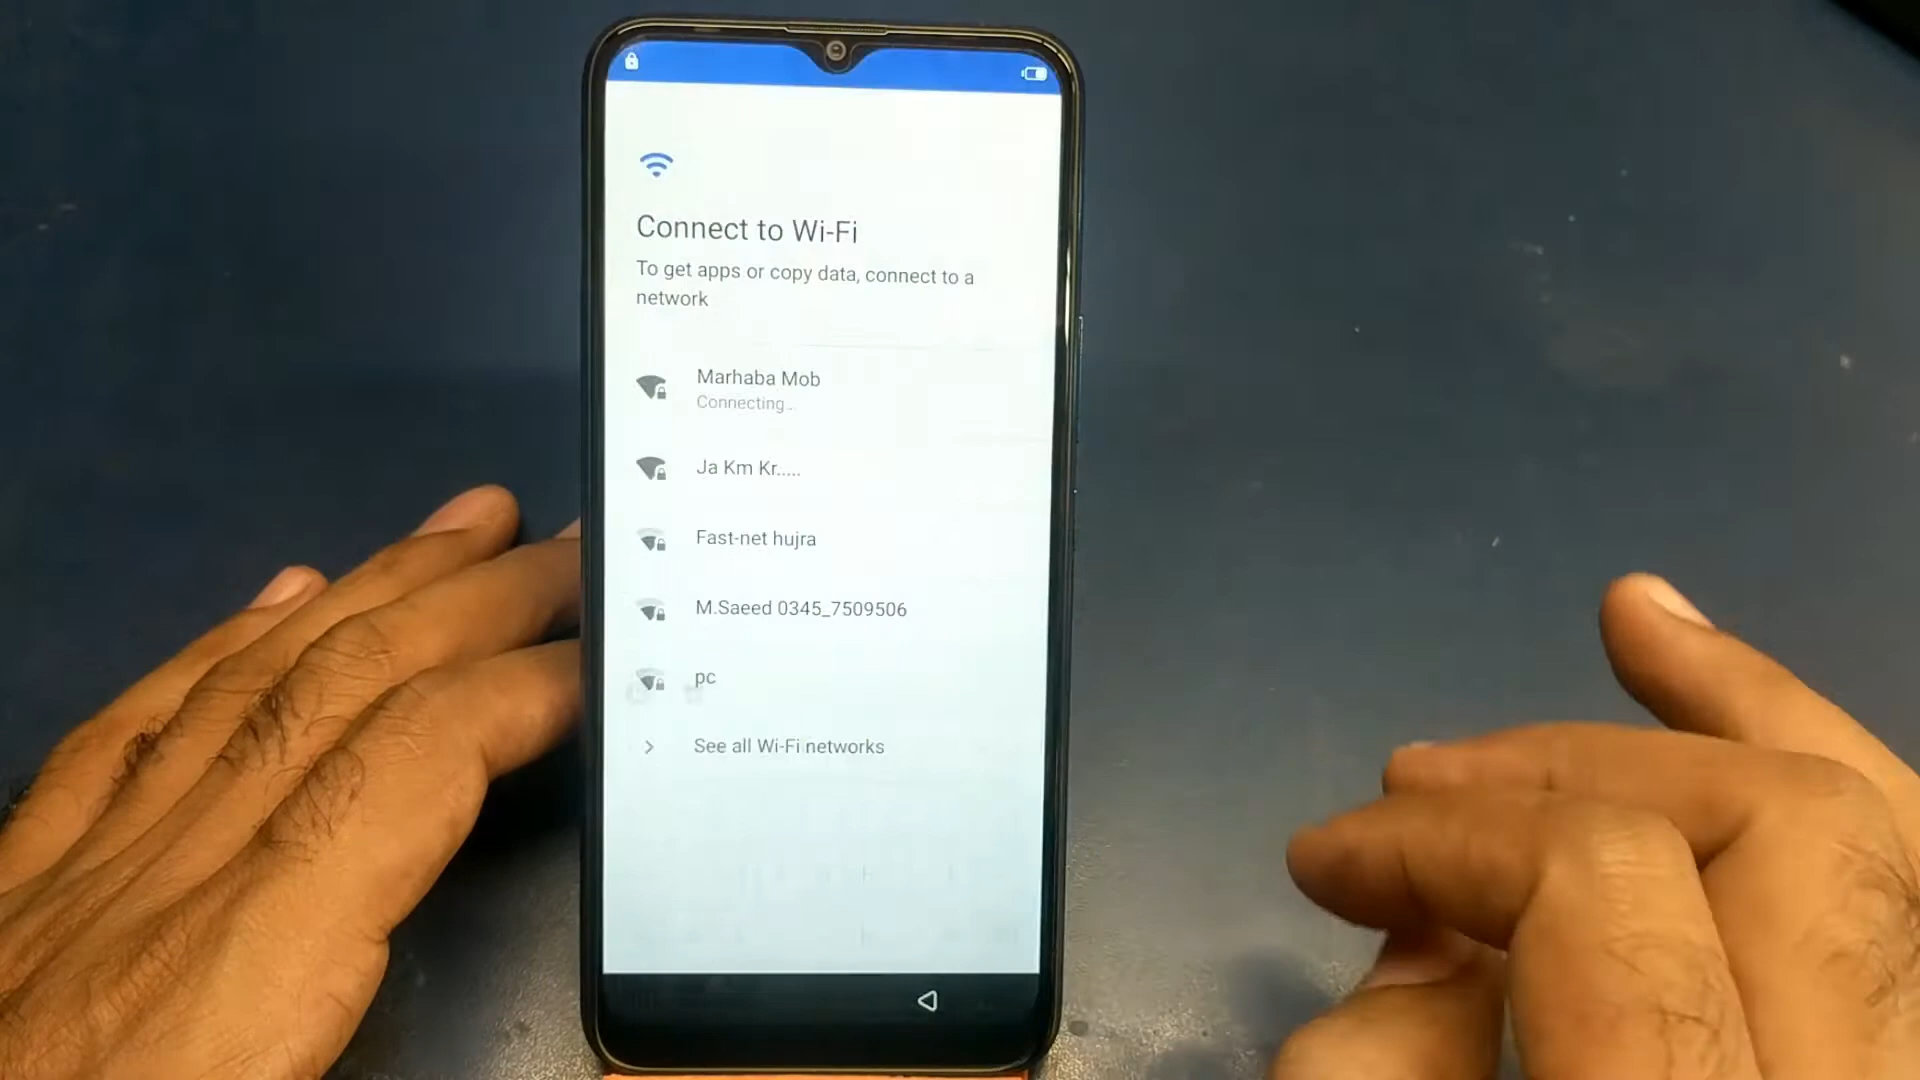 Connect to Wi-Fi
To get apps or copy data, connect to a
network
Marhaba Mob
Connecting...
Ja Km Kr.....
Fast-net hujra
M.Saeed 0345_7509506
pc
See all Wi-Fi networks